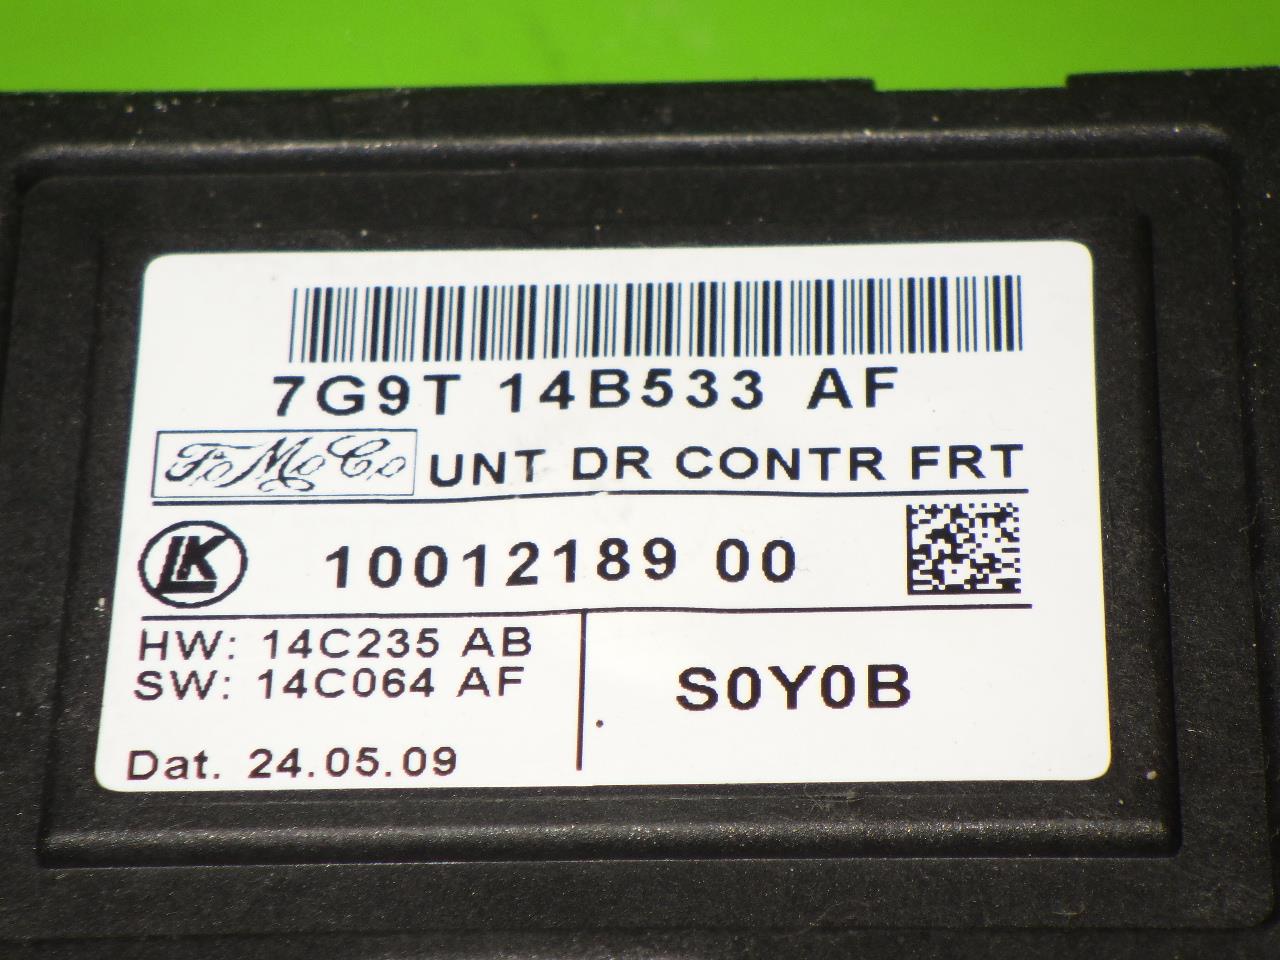 7G9T 14B533 AF
FoMoCo UNT DR CONTR FRT
LK 10012189 00
HW: 14C235 AB
SW: 14C064 AF
S0Y0B
Dat. 24.05.09